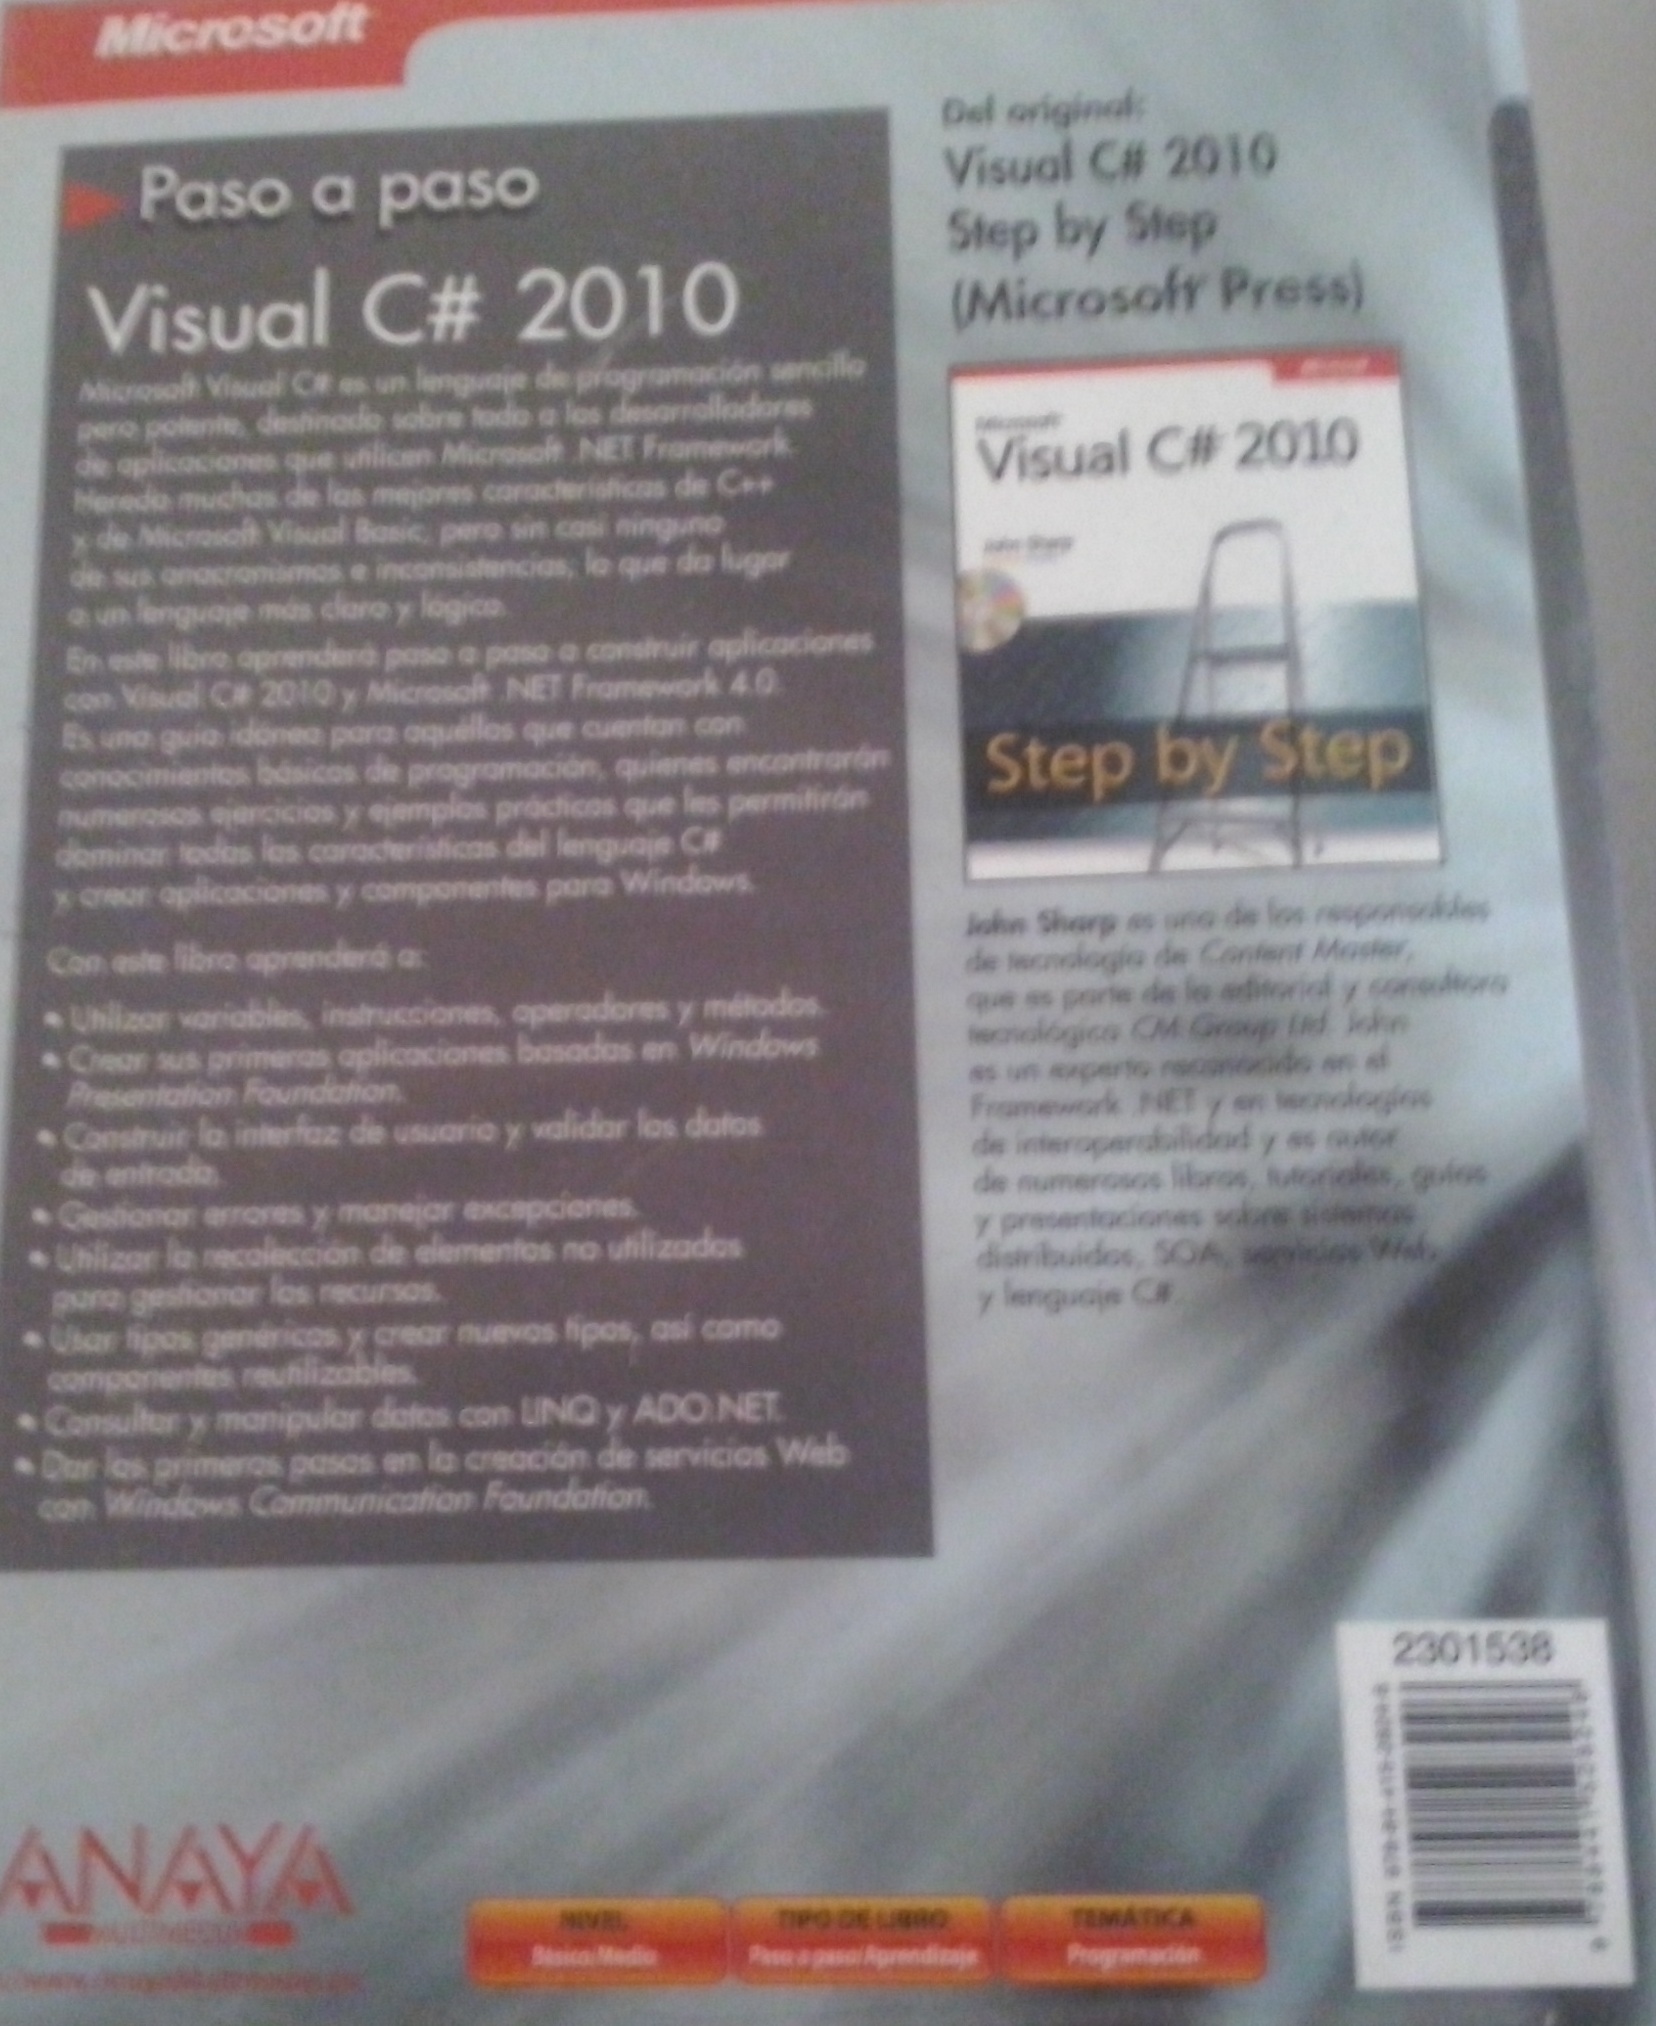 Microsoft
Paso a paso
Visual C# 2010
Microsoft Visual C# es un lenguaje de programación sencillo
pero potente, destinado sobre todo a los desarrolladores
de aplicaciones que utilicen Microsoft .NET Framework.
Hereda muchas de las mejores características de C++
y de Microsoft Visual Basic, pero sin casi ninguno
de sus anacronismos e inconsistencias, lo que da lugar
a un lenguaje más claro y lógico.
En este libro aprenderá paso a paso a construir aplicaciones
con Visual C# 2010 y Microsoft .NET Framework 4.0.
Es una guía idónea para aquéllos que cuentan con
conocimientos básicos de programación, quienes encontrarán
numerosos ejercicios y ejemplos prácticos que les permitirán
dominar todas las características del lenguaje C#
y crear aplicaciones y componentes para Windows.
Con este libro aprenderá a:
• Utilizar variables, instrucciones, operadores y métodos.
• Crear sus primeras aplicaciones basadas en Windows
Presentation Foundation.
• Construir la interfaz de usuario y validar los datos
de entrada.
• Gestionar errores y manejar excepciones.
• Utilizar la recolección de elementos no utilizados
para gestionar los recursos.
• Usar tipos genéricos y crear nuevos tipos, así como
componentes reutilizables.
• Consultar y manipular datos con LINQ y ADO.NET.
• Dar los primeros pasos en la creación de servicios Web
con Windows Communication Foundation.
Del original:
Visual C# 2010
Step by Step
(Microsoft Press)
Microsoft
Microsoft
Visual C# 2010
John Sharp
Step by Step
John Sharp es uno de los responsables
de tecnología de Content Master,
que es parte de la editorial y consultora
tecnológica CM Group Ltd. John
es un experto reconocido en el
Framework .NET y en tecnologías
de interoperabilidad y es autor
de numerosos libros, tutoriales, guías
y presentaciones sobre sistemas
distribuidos, SOA, servicios Web,
y lenguaje C#.
2301538
ANAYA
MULTIMEDIA
NIVEL
Básico/Medio
TIPO DE LIBRO
Paso a paso/Aprendizaje
TEMÁTICA
Programación